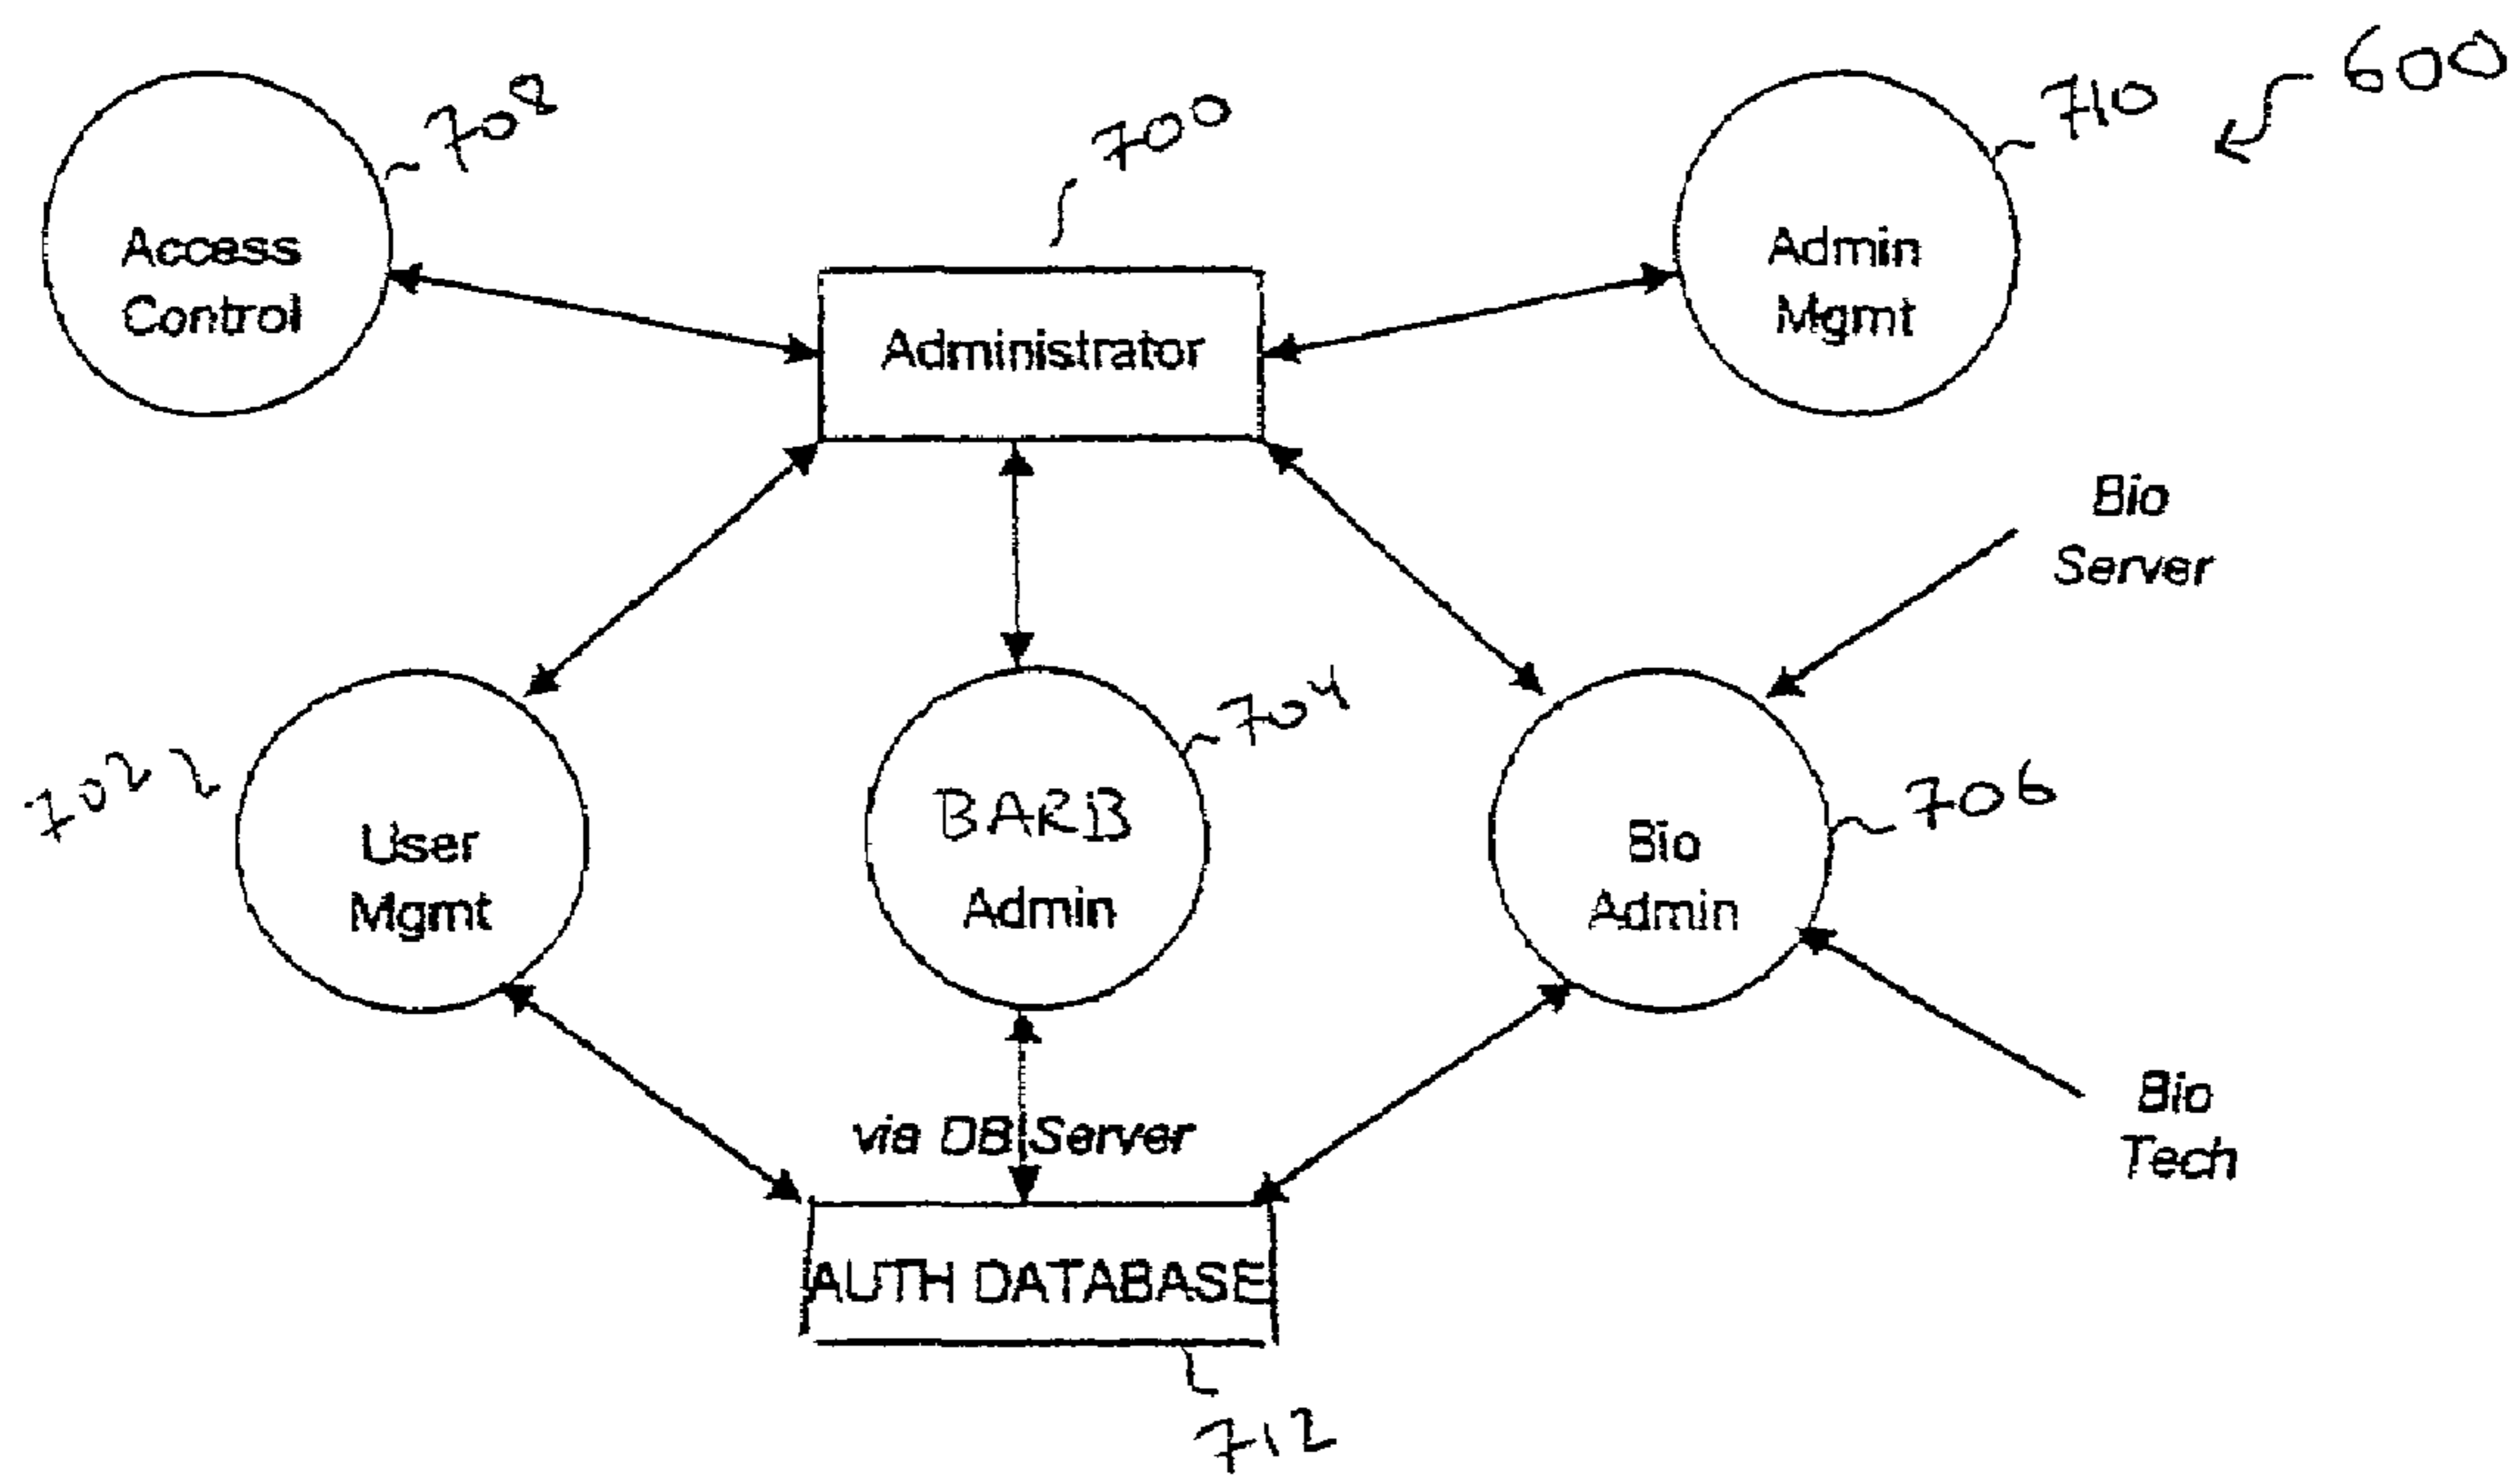 600
708
700
710
Access
Control
Administrator
Admin
Mgmt
Bio
Server
702
User
Mgmt
704
BARB
Admin
706
Bio
Admin
via DB Server
Bio
Tech
AUTH DATABASE
712